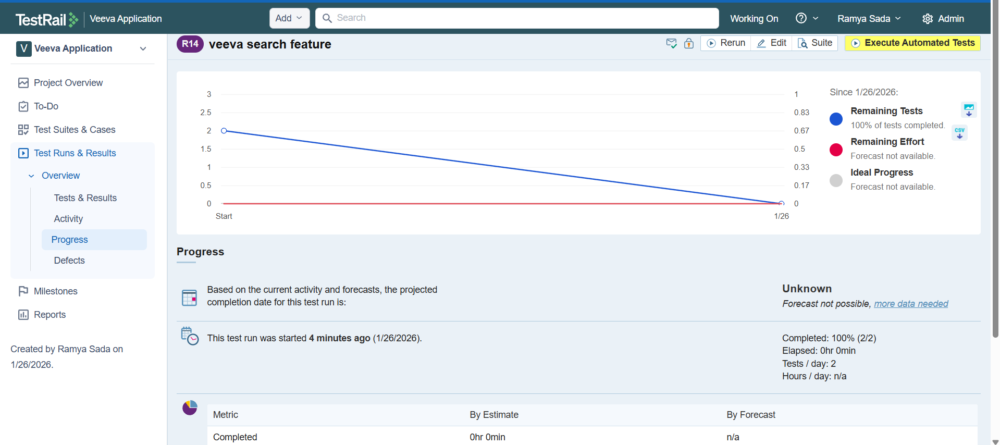 TestRail
Veeva Application
Add
Search
Working On
Ramya Sada
Admin
V
Veeva Application
Project Overview
To-Do
Test Suites & Cases
Test Runs & Results
Overview
Tests & Results
Activity
Progress
Defects
Milestones
Reports
Created by Ramya Sada on
1/26/2026.
R14
veeva search feature
Rerun
Edit
Suite
Execute Automated Tests
3
2.5
2
1.5
1
0.5
0
Start
1/26
1
0.83
0.67
0.5
0.33
0.17
0
Since 1/26/2026:
Remaining Tests
100% of tests completed.
CSV
Remaining Effort
Forecast not available.
Ideal Progress
Forecast not available.
Progress
Based on the current activity and forecasts, the projected
completion date for this test run is:
Unknown
Forecast not possible, more data needed
This test run was started 4 minutes ago (1/26/2026).
Completed: 100% (2/2)
Elapsed: 0hr 0min
Tests / day: 2
Hours / day: n/a
Metric By Estimate By Forecast
Completed 0hr 0min n/a